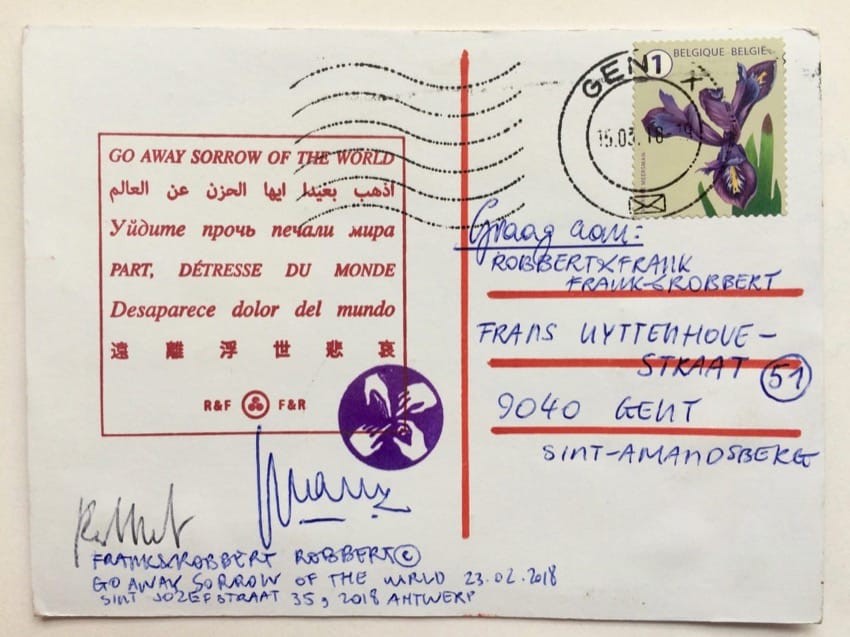 GO AWAY SORROW OF THE WORLD
اذهب بعيدا ايها الحزن عن العالم
Уйдите прочь печали мира
PART, DÉTRESSE DU MONDE
Desaparece dolor del mundo
遠 離 浮 世 悲 哀
R&F F&R
Robbert Frank
FRANK&ROBBERT ROBBERT©
GO AWAY SORROW OF THE WORLD 23.02.2018
SINT JOZEFSTRAAT 35, 2018 ANTWERP
1 BELGIQUE BELGIË
GENT X
15.03.18
Graag aan:
ROBBERT&FRANK
FRANK&ROBBERT
FRANS UYTTENHOVE-
STRAAT 51
9040 GENT
SINT-AMANDSBERG